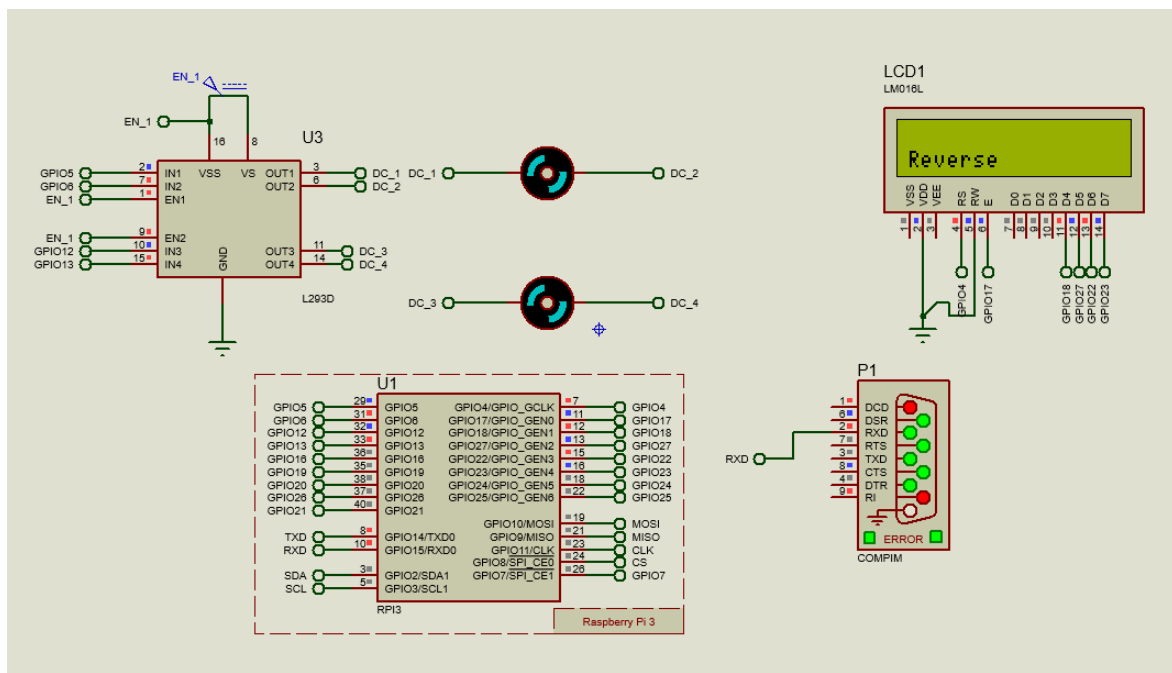 EN_1
EN_1
16 8
U3
GPIO5 2 IN1 VSS VS OUT1 3 DC_1
GPIO6 7 IN2 OUT2 6 DC_2
EN_1 1 EN1
EN_1 9 EN2
GPIO12 10 IN3 OUT3 11 DC_3
GPIO13 15 IN4 GND OUT4 14 DC_4
L293D
DC_1 DC_2
DC_3 DC_4
LCD1
LM016L
Reverse
VSS VDD VEE RS RW E D0 D1 D2 D3 D4 D5 D6 D7
1 2 3 4 5 6 7 8 9 10 11 12 13 14
GPIO4 GPIO17 GPIO18 GPIO27 GPIO22 GPIO23
U1
GPIO5 29 GPIO5 GPIO4/GPIO_GCLK 7 GPIO4
GPIO6 31 GPIO6 GPIO17/GPIO_GEN0 11 GPIO17
GPIO12 32 GPIO12 GPIO18/GPIO_GEN1 12 GPIO18
GPIO13 33 GPIO13 GPIO27/GPIO_GEN2 13 GPIO27
GPIO16 36 GPIO16 GPIO22/GPIO_GEN3 15 GPIO22
GPIO19 35 GPIO19 GPIO23/GPIO_GEN4 16 GPIO23
GPIO20 38 GPIO20 GPIO24/GPIO_GEN5 18 GPIO24
GPIO26 37 GPIO26 GPIO25/GPIO_GEN6 22 GPIO25
GPIO21 40 GPIO21
GPIO10/MOSI 19 MOSI
TXD 8 GPIO14/TXD0 GPIO9/MISO 21 MISO
RXD 10 GPIO15/RXD0 GPIO11/CLK 23 CLK
GPIO8/SPI_CE0 24 CS
SDA 3 GPIO2/SDA1 GPIO7/SPI_CE1 26 GPIO7
SCL 5 GPIO3/SCL1
RPI3
Raspberry Pi 3
P1
1 DCD
6 DSR
RXD 2 RXD
7 RTS
3 TXD
8 CTS
4 DTR
9 RI
ERROR
COMPIM